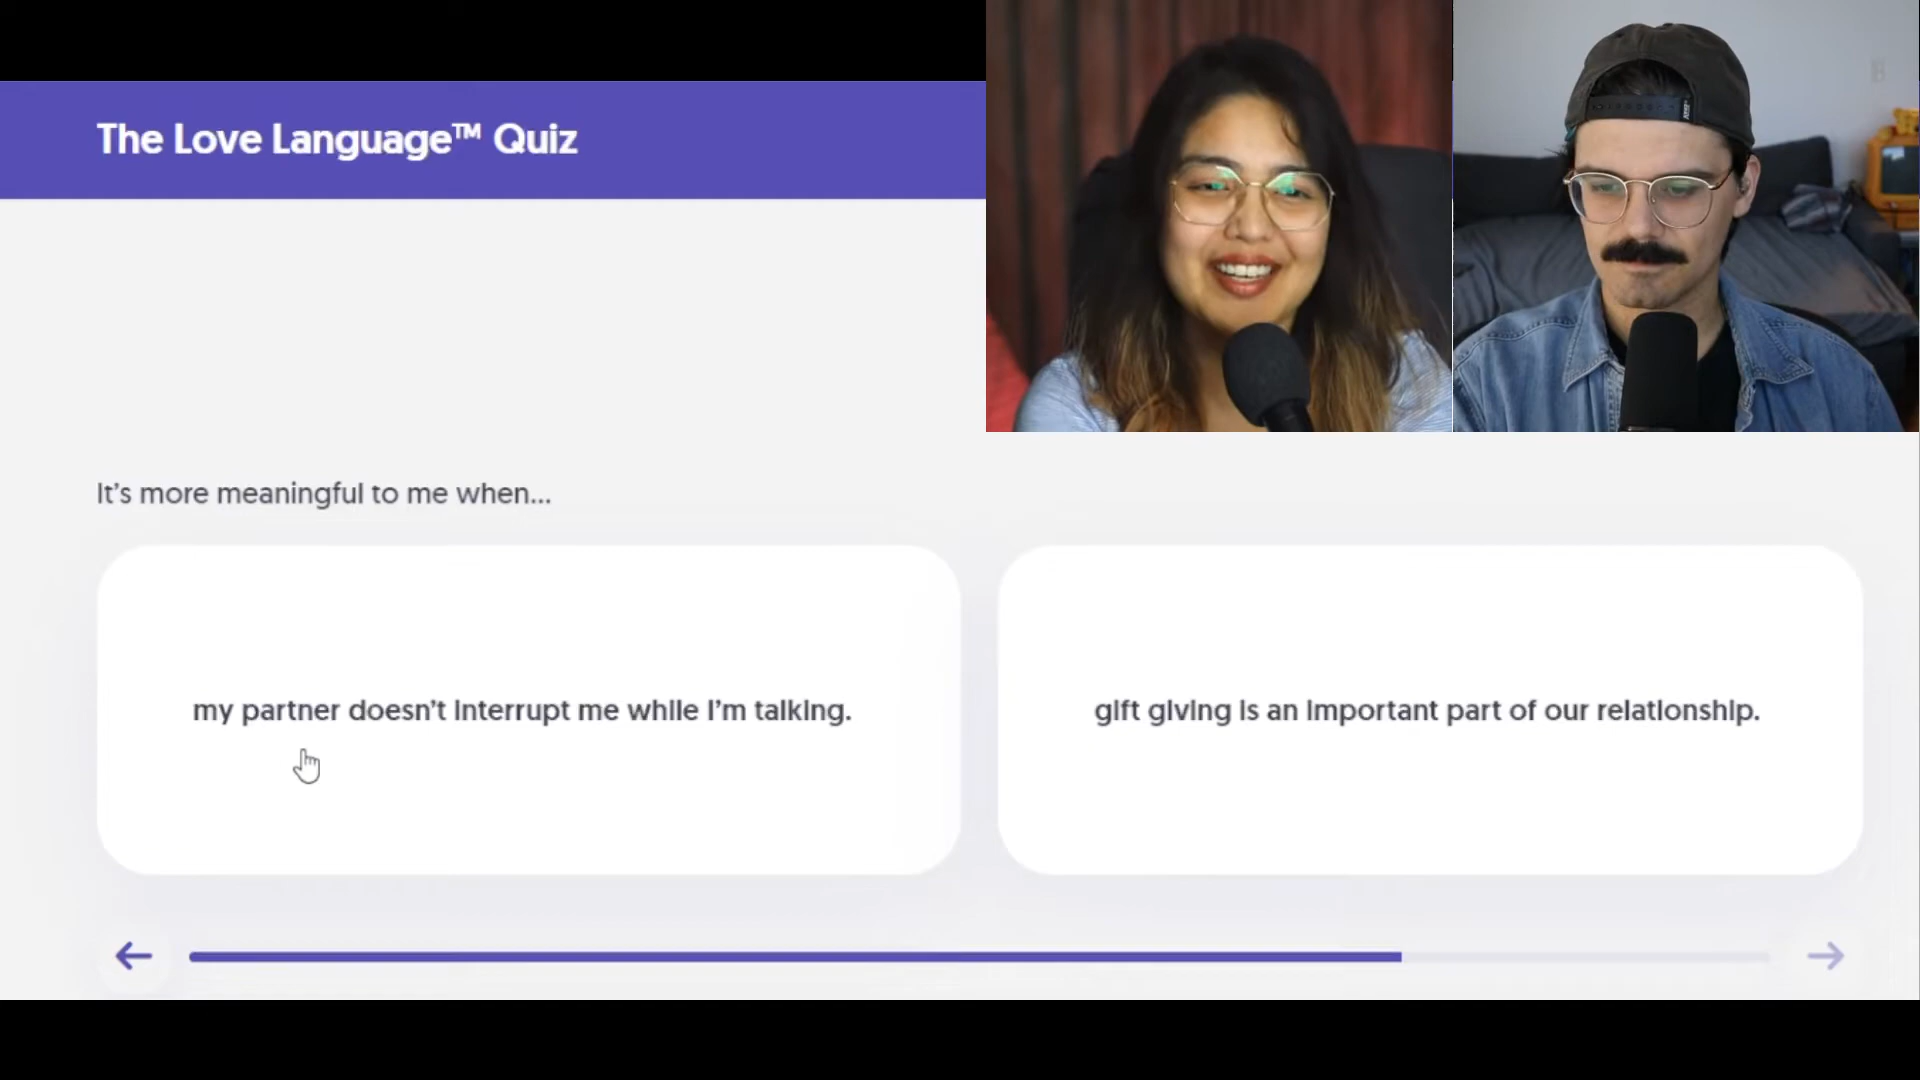 The Love Language™ Quiz
It's more meaningful to me when...
my partner doesn't interrupt me while I'm talking.
gift giving is an important part of our relationship.